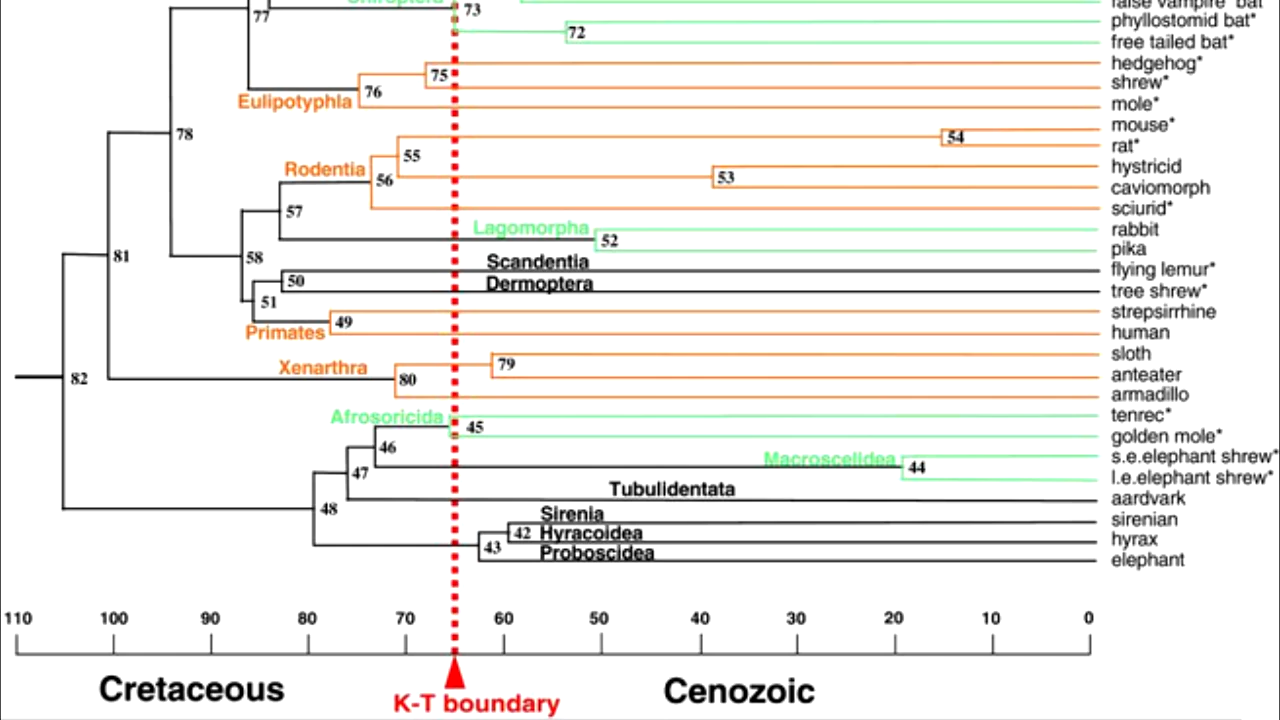 Chiroptera
false vampire bat
77
73
phyllostomid bat*
72
free tailed bat*
hedgehog*
75
shrew*
76
Eulipotyphla
mole*
mouse*
78
54
rat*
55
Rodentia
hystricid
56
53
caviomorph
57
sciurid*
Lagomorpha
rabbit
52
pika
81
58
Scandentia
flying lemur*
50
Dermoptera
tree shrew*
51
strepsirrhine
49
Primates
human
sloth
79
Xenarthra
anteater
82
80
armadillo
Afrosoricida
tenrec*
45
golden mole*
46
s.e.elephant shrew*
Macroscelidea
44
47
l.e.elephant shrew*
Tubulidentata
aardvark
48
Sirenia
sirenian
42 Hyracoidea
hyrax
43
Proboscidea
elephant
110 100 90 80 70 60 50 40 30 20 10 0
Cretaceous
Cenozoic
K-T boundary